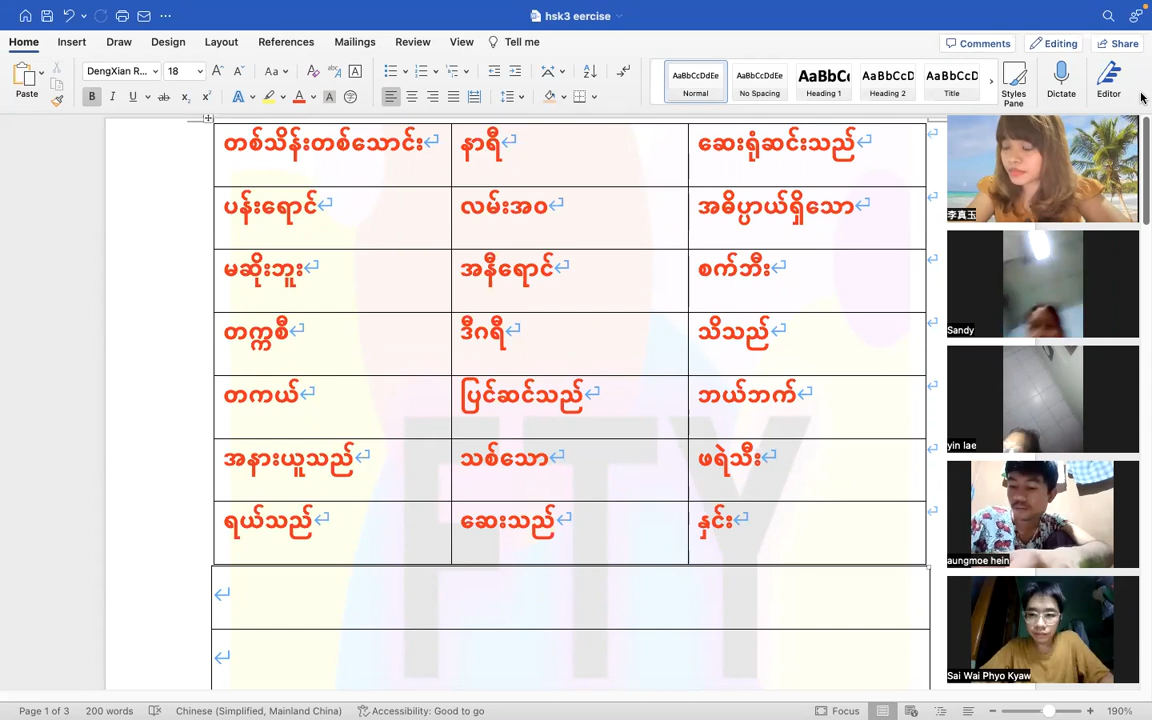 hsk3 eercise
Home Insert Draw Design Layout References Mailings Review View Tell me
Comments Editing Share
Paste
DengXian R... 18
Normal
No Spacing
Heading 1
Heading 2
Title
Styles Pane
Dictate
Editor
တစ်သိန်းတစ်သောင်း နာရီ ဆေးရုံဆင်းသည်
ပန်းရောင် လမ်းအဝ အဓိပ္ပာယ်ရှိသော
မဆိုးဘူး အနီရောင် စက်ဘီး
တက္ကစီ ဒီဂရီ သိသည်
တကယ် ပြင်ဆင်သည် ဘယ်ဘက်
အနားယူသည် သစ်သော ဖရဲသီး
ရယ်သည် ဆေးသည် နှင်း
FTY
李真玉
Sandy
yin lae
aungmoe hein
Sai Wai Phyo Kyaw
Page 1 of 3 200 words Chinese (Simplified, Mainland China) Accessibility: Good to go Focus 190%